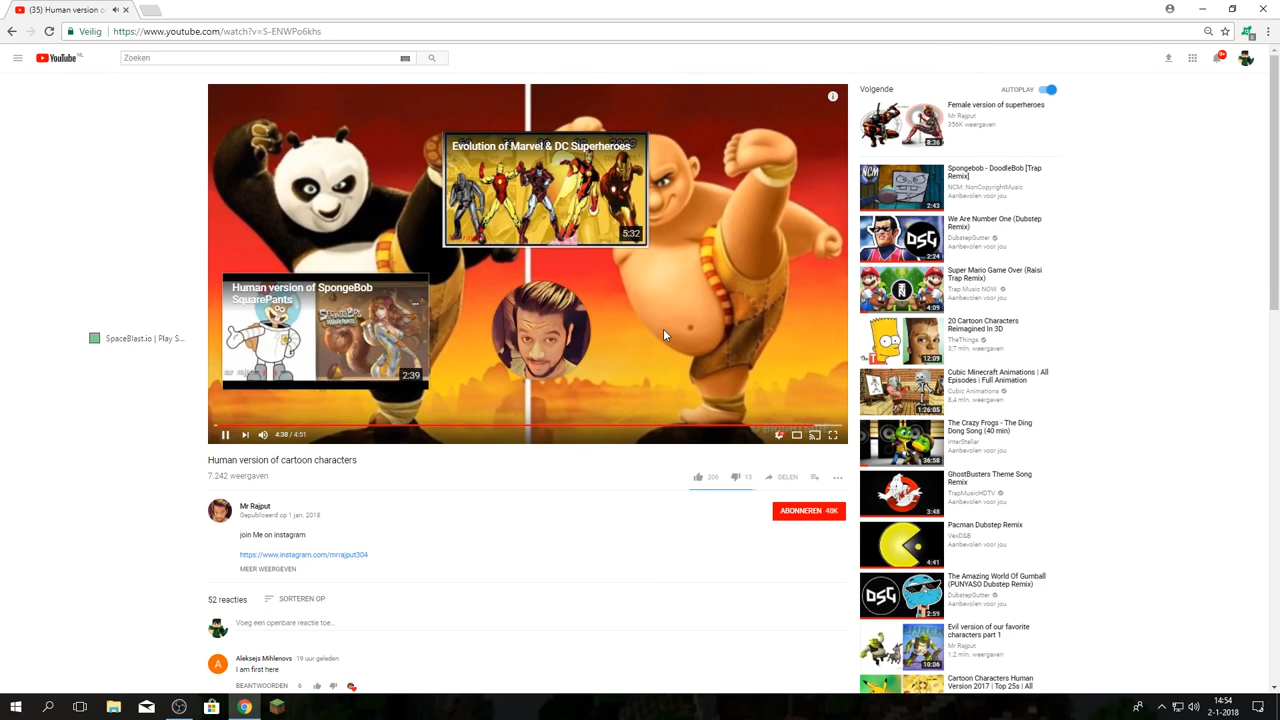 (35) Human version of c
Veilig
https://www.youtube.com/watch?v=S-ENWPo6khs
YouTube NL
Zoeken
9+
Evolution of Marvel & DC Superheroes
5:32
Human version of SpongeBob
SquarePants
2:39
SpaceBlast.io | Play S...
4:38 / 4:51
Human version of cartoon characters
7.242 weergaven
206
13
DELEN
Mr Rajput
Gepubliceerd op 1 jan. 2018
ABONNEREN 48K
join Me on instagram
https://www.instagram.com/mrrajput304
MEER WEERGEVEN
52 reacties
SORTEREN OP
Voeg een openbare reactie toe...
A
Aleksejs Mihlenovs 19 uur geleden
I am first here
BEANTWOORDEN 6
Volgende
AUTOPLAY
Female version of superheroes
Mr Rajput
356K weergaven
8:36
Spongebob - DoodleBob [Trap
Remix]
NCM: NonCopyrightMusic
Aanbevolen voor jou
NCM
2:43
We Are Number One (Dubstep
Remix)
DubstepGutter
Aanbevolen voor jou
DSG
2:24
Super Mario Game Over (Raisi
Trap Remix)
Trap Music NOW.
Aanbevolen voor jou
4:09
20 Cartoon Characters
Reimagined In 3D
TheThings
3,7 mln. weergaven
T
12:09
Cubic Minecraft Animations | All
Episodes | Full Animation
Cubic Animations
8,4 mln. weergaven
1:26:05
The Crazy Frogs - The Ding
Dong Song (40 min)
InterStellar
Aanbevolen voor jou
36:58
GhostBusters Theme Song
Remix
TrapMusicHDTV
Aanbevolen voor jou
3:48
Pacman Dubstep Remix
VexD&B
Aanbevolen voor jou
4:41
The Amazing World Of Gumball
(PUNYASO Dubstep Remix)
DubstepGutter
Aanbevolen voor jou
DSG
2:59
Evil version of our favorite
characters part 1
Mr Rajput
1,2 mln. weergaven
10:06
Cartoon Characters Human
Version 2017 | Top 25s | All
14:54
2-1-2018